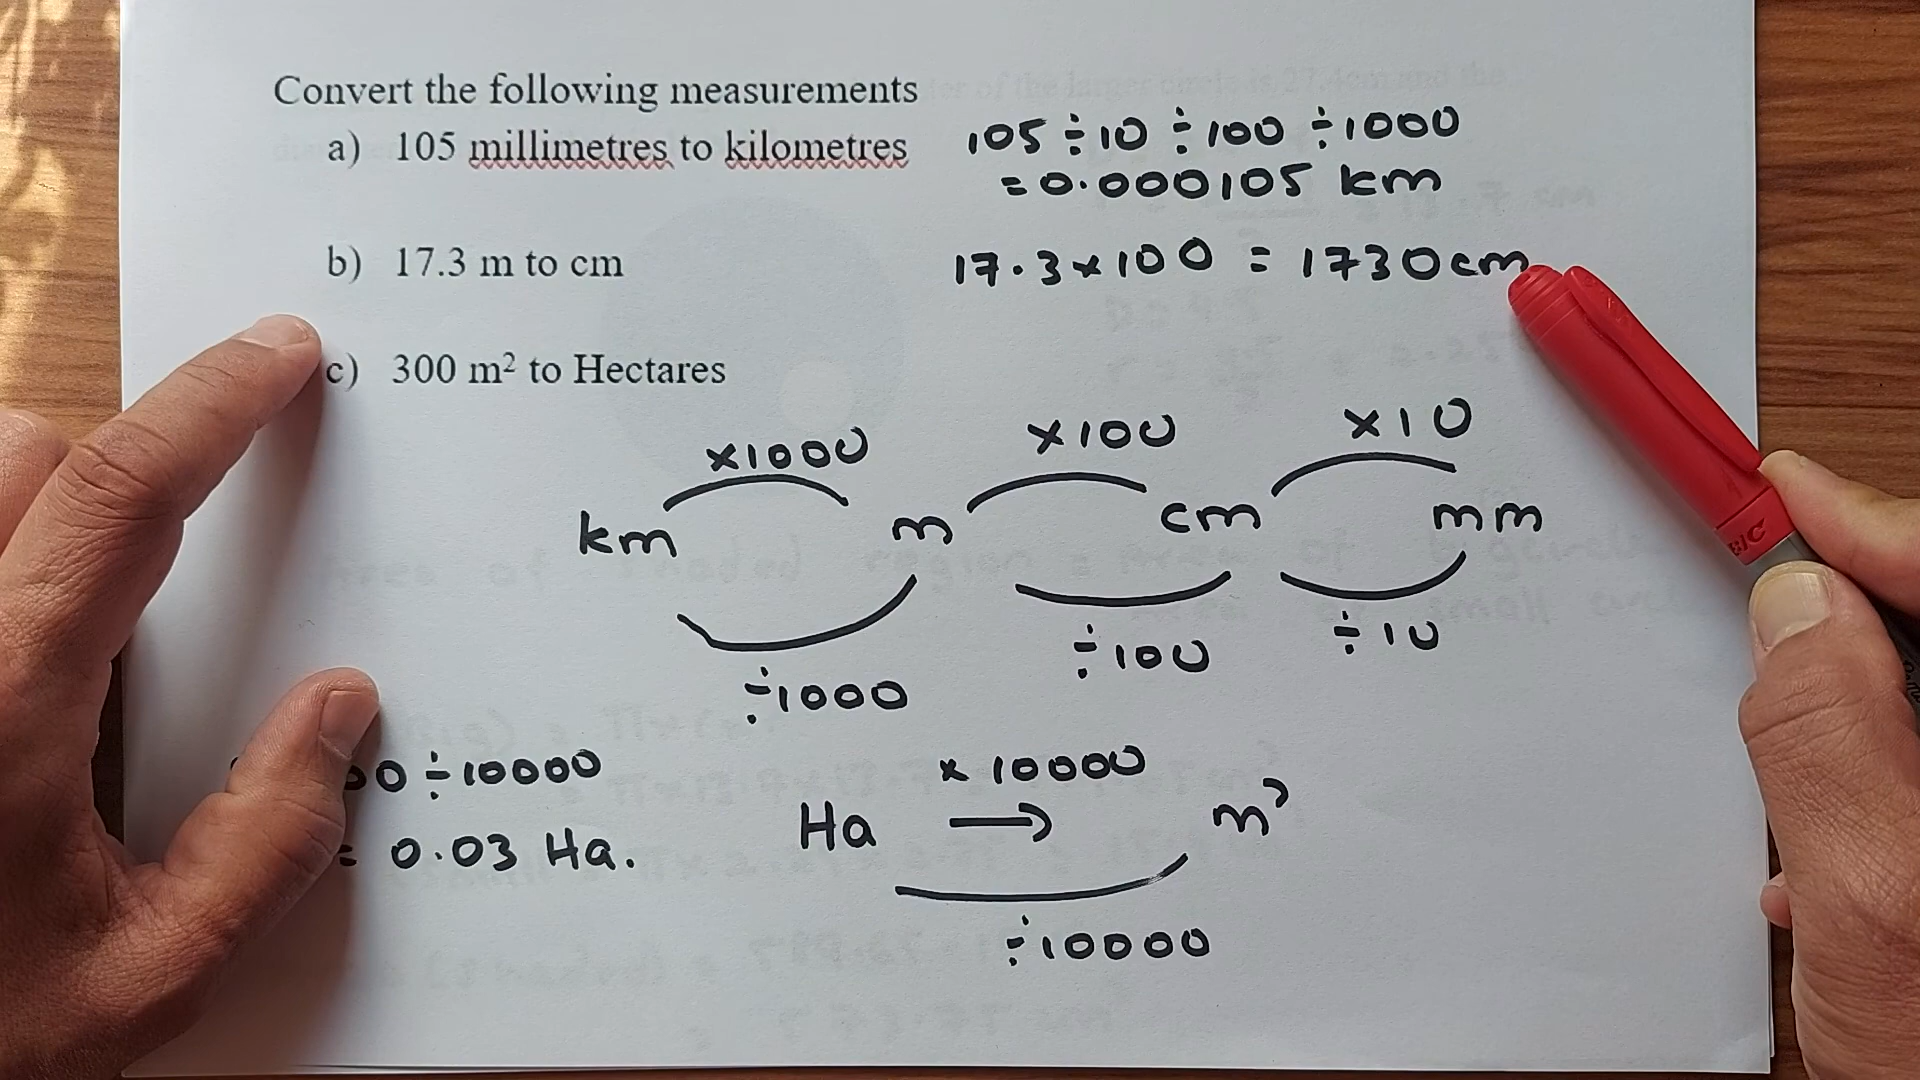 Convert the following measurements
a) 105 millimetres to kilometres
105 ÷ 10 ÷ 100 ÷ 1000
= 0.000105 km
b) 17.3 m to cm
17.3 × 100 = 1730 cm
c) 300 m² to Hectares
×1000 ×100 ×10
km m cm mm
÷1000 ÷100 ÷10
00 ÷ 10000
= 0.03 Ha.
× 10000
Ha → m²
÷10000
BIC